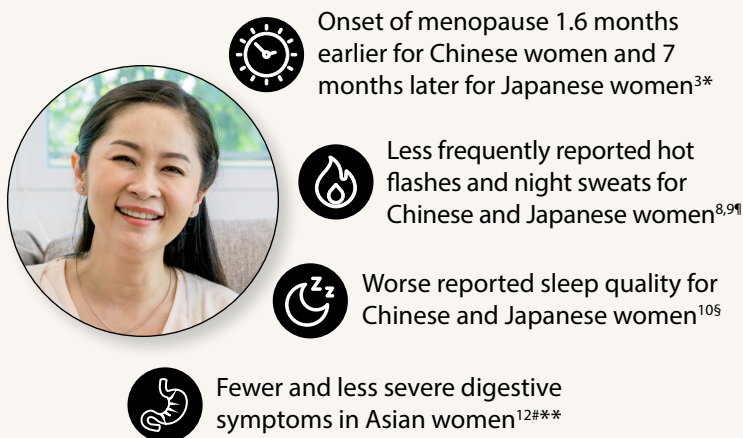 Onset of menopause 1.6 months
earlier for Chinese women and 7
months later for Japanese women3*
Less frequently reported hot
flashes and night sweats for
Chinese and Japanese women8,9¶
z z z
Worse reported sleep quality for
Chinese and Japanese women10§
Fewer and less severe digestive
symptoms in Asian women12#**